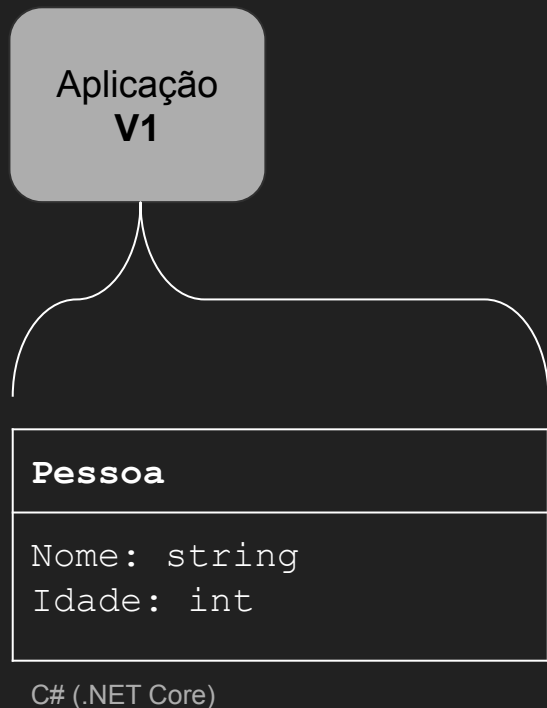 Aplicação
V1
Pessoa
Nome: string
Idade: int
C# (.NET Core)